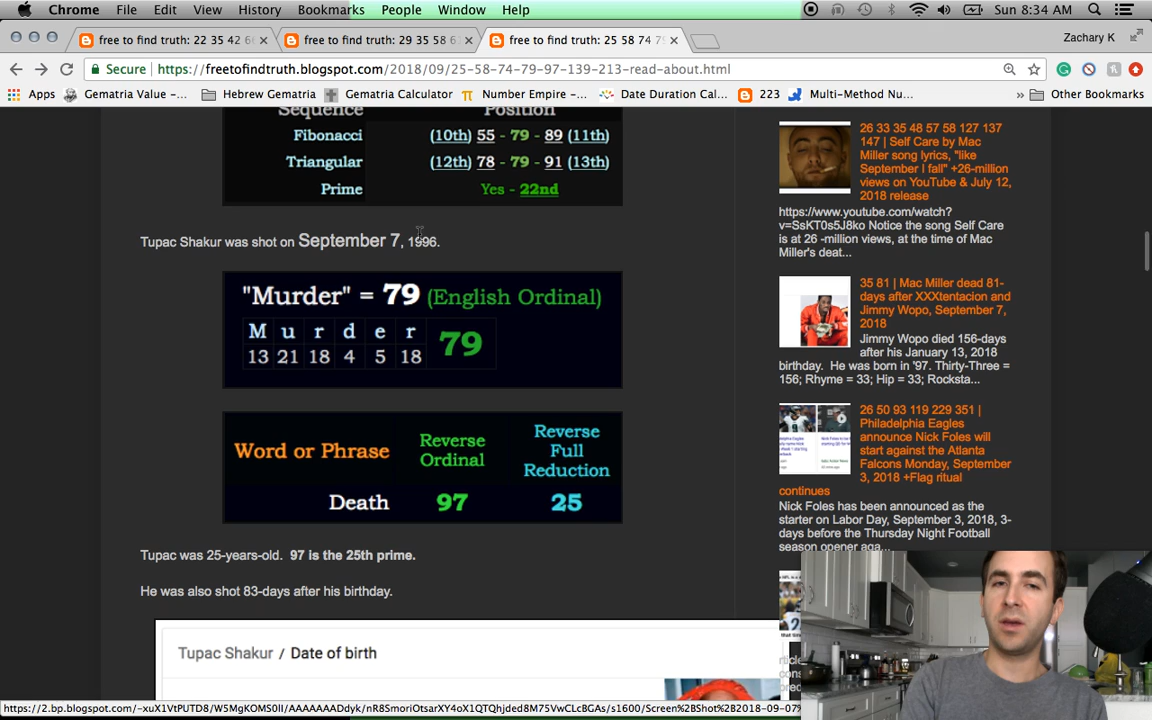 Chrome File Edit View History Bookmarks People Window Help Sun 8:34 AM
Zachary K
free to find truth: 22 35 42 6 × free to find truth: 29 35 58 6 × free to find truth: 25 58 74 7 ×
Secure https://freetofindtruth.blogspot.com/2018/09/25-58-74-79-97-139-213-read-about.html
Apps Gematria Value -... Hebrew Gematria Gematria Calculator Number Empire -... Date Duration Cal... 223 Multi-Method Nu... » Other Bookmarks
Sequence Position
Fibonacci (10th) 55 - 79 - 89 (11th)
Triangular (12th) 78 - 79 - 91 (13th)
Prime Yes - 22nd
Tupac Shakur was shot on September 7, 1996.
"Murder" = 79 (English Ordinal)
M u r d e r
13 21 18 4 5 18
79
Word or Phrase
Reverse
Ordinal
Reverse
Full
Reduction
Death 97 25
Tupac was 25-years-old. 97 is the 25th prime.
He was also shot 83-days after his birthday.
Tupac Shakur / Date of birth
26 33 35 48 57 58 127 137
147 | Self Care by Mac
Miller song lyrics, "like
September I fall" +26-million
views on YouTube & July 12,
2018 release
https://www.youtube.com/watch?
v=SsKT0s5J8ko Notice the song Self Care
is at 26 -million views, at the time of Mac
Miller's deat...
35 81 | Mac Miller dead 81-
days after XXXtentacion and
Jimmy Wopo, September 7,
2018
Jimmy Wopo died 156-days
after his January 13, 2018
birthday. He was born in '97. Thirty-Three =
156; Rhyme = 33; Hip = 33; Rocksta...
26 50 93 119 229 351 |
Philadelphia Eagles
announce Nick Foles will
start against the Atlanta
Falcons Monday, September
3, 2018 +Flag ritual
continues
Nick Foles has been announced as the
starter on Labor Day, September 3, 2018, 3-
days before the Thursday Night Football
season opener aga...